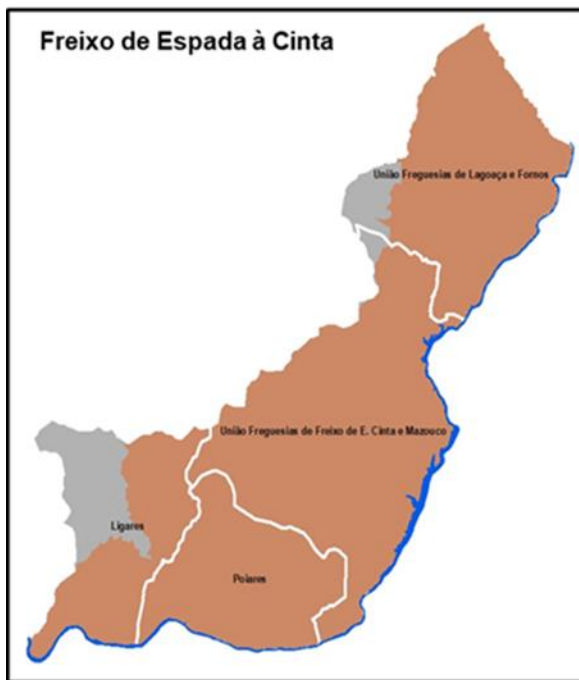 Freixo de Espada à Cinta
União Freguesias de Lagoaça e Fornos
União Freguesias de Freixo de E. Cinta e Mazouco
Ligares
Poiares